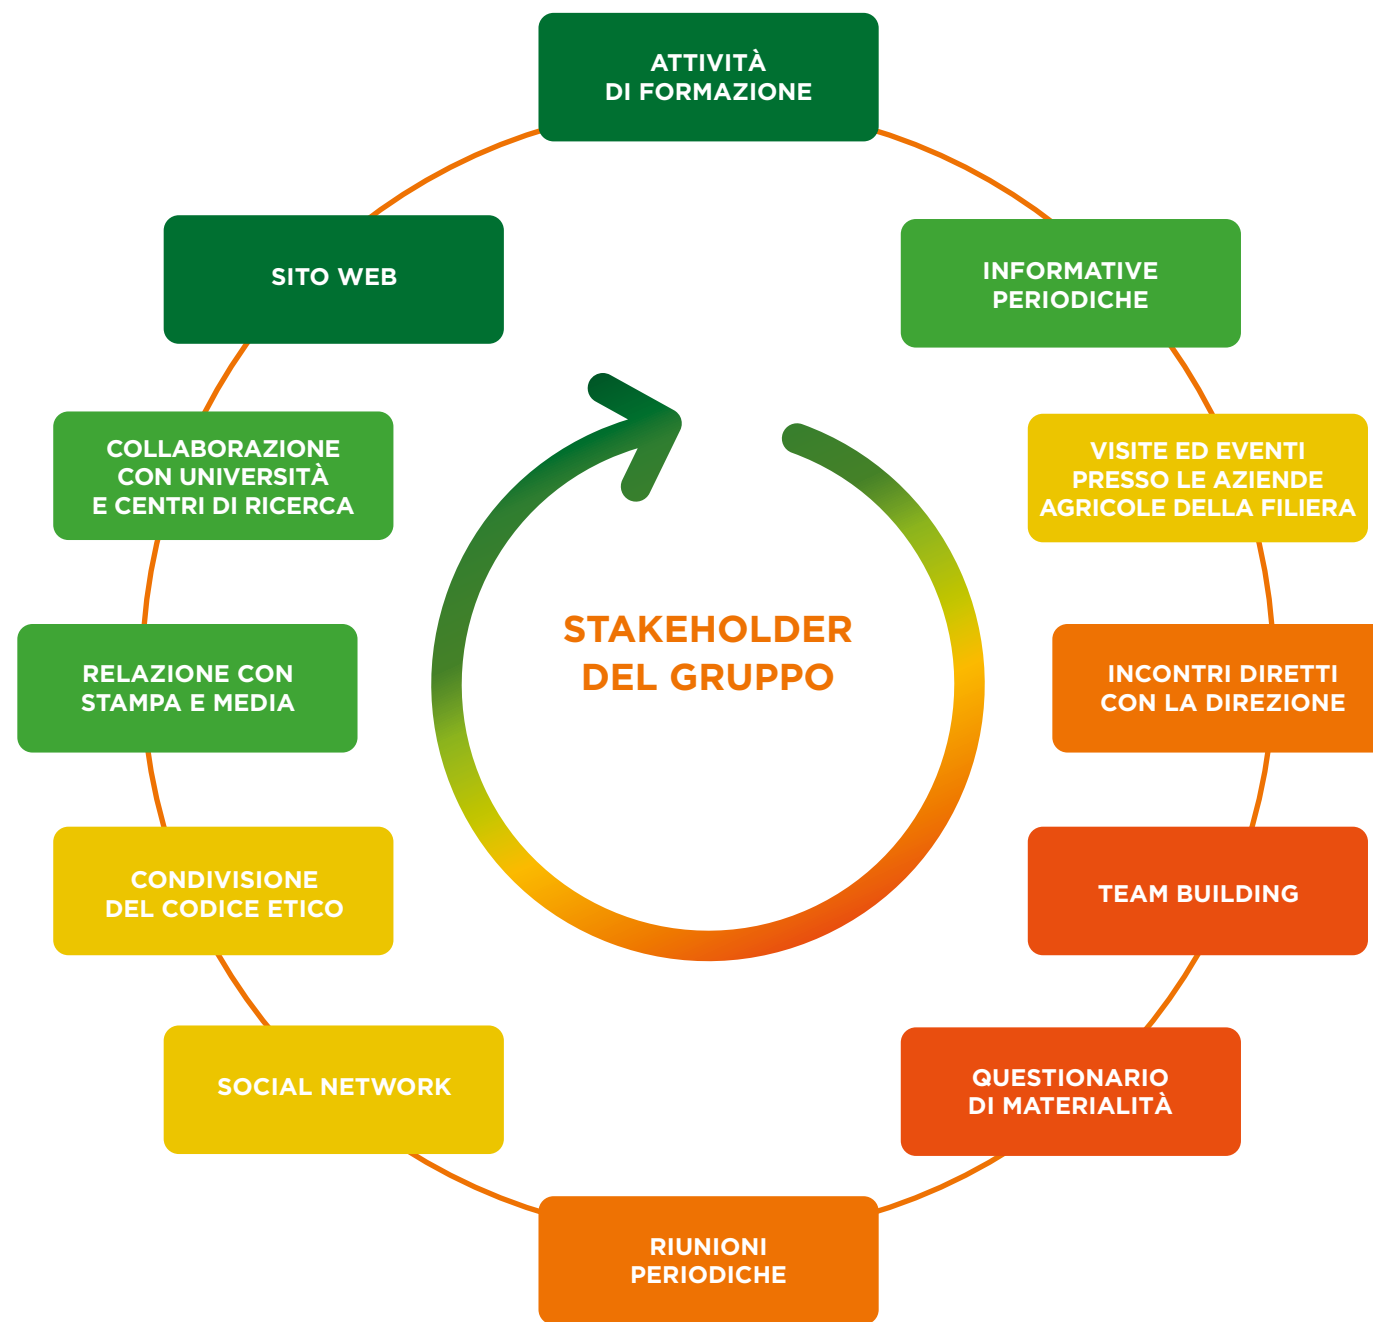 ATTIVITÀ
DI FORMAZIONE
INFORMATIVE
PERIODICHE
VISITE ED EVENTI
PRESSO LE AZIENDE
AGRICOLE DELLA FILIERA
INCONTRI DIRETTI
CON LA DIREZIONE
TEAM BUILDING
QUESTIONARIO
DI MATERIALITÀ
RIUNIONI
PERIODICHE
SOCIAL NETWORK
CONDIVISIONE
DEL CODICE ETICO
RELAZIONE CON
STAMPA E MEDIA
COLLABORAZIONE
CON UNIVERSITÀ
E CENTRI DI RICERCA
SITO WEB
STAKEHOLDER
DEL GRUPPO